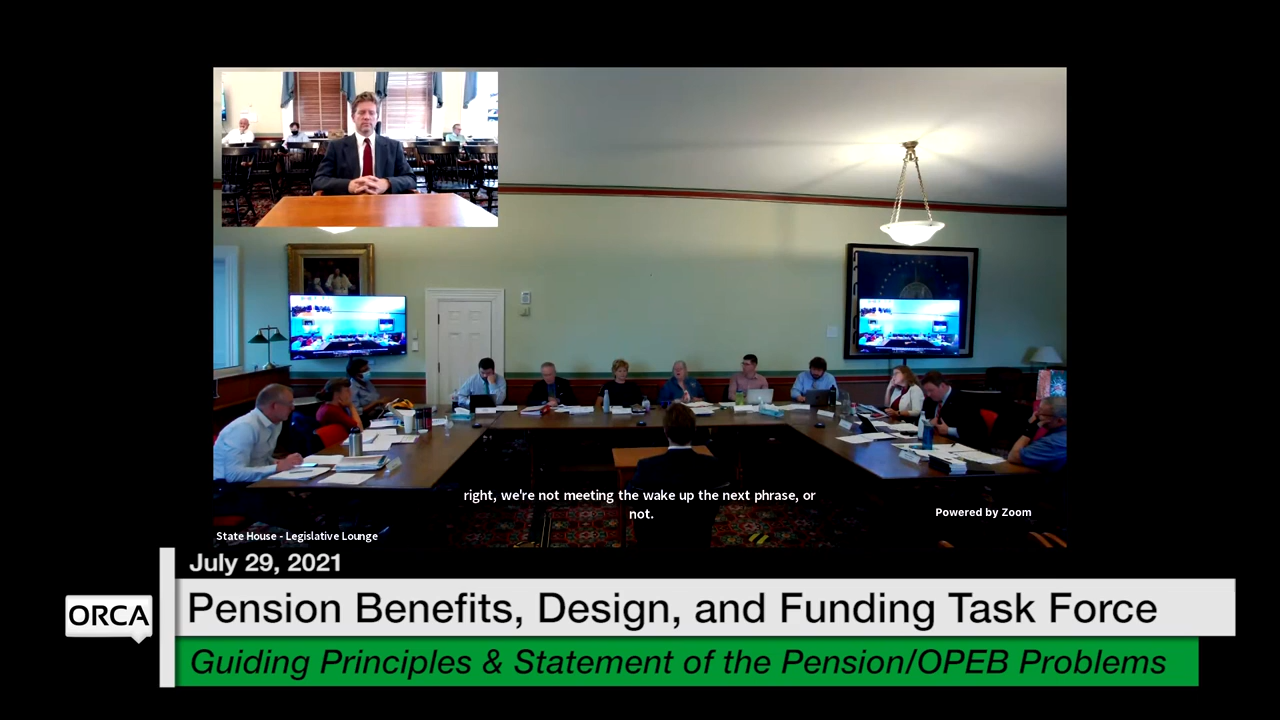 right, we're not meeting the wake up the next phrase, or
not.
Powered by Zoom
State House - Legislative Lounge
July 29, 2021
ORCA
Pension Benefits, Design, and Funding Task Force
Guiding Principles & Statement of the Pension/OPEB Problems